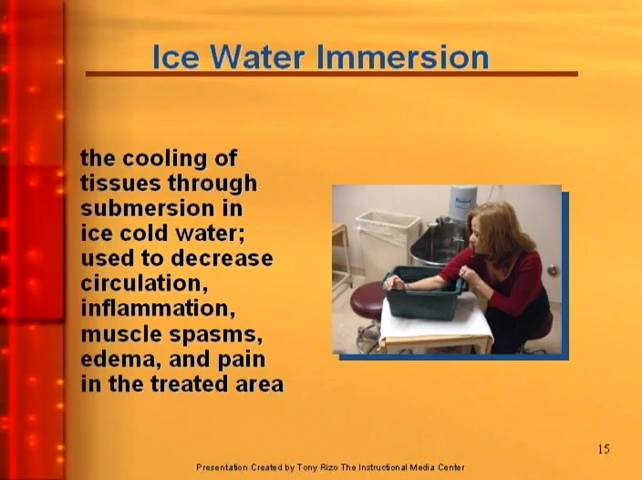 Ice Water Immersion
the cooling of
tissues through
submersion in
ice cold water;
used to decrease
circulation,
inflammation,
muscle spasms,
edema, and pain
in the treated area
15
Presentation Created by Tony Rizo The Instructional Media Center